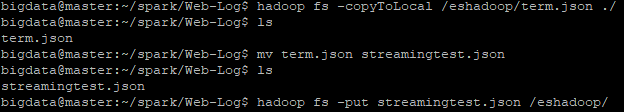 bigdata@master:~/spark/Web-Log$ hadoop fs -copyToLocal /eshadoop/term.json ./
bigdata@master:~/spark/Web-Log$ ls
term.json
bigdata@master:~/spark/Web-Log$ mv term.json streamingtest.json
bigdata@master:~/spark/Web-Log$ ls
streamingtest.json
bigdata@master:~/spark/Web-Log$ hadoop fs -put streamingtest.json /eshadoop/